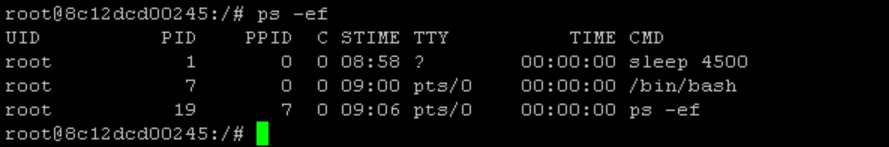 root@8c12dcd00245:/# ps -ef
UID PID PPID C STIME TTY TIME CMD
root 1 0 0 08:58 ? 00:00:00 sleep 4500
root 7 0 0 09:00 pts/0 00:00:00 /bin/bash
root 19 7 0 09:06 pts/0 00:00:00 ps -ef
root@8c12dcd00245:/#